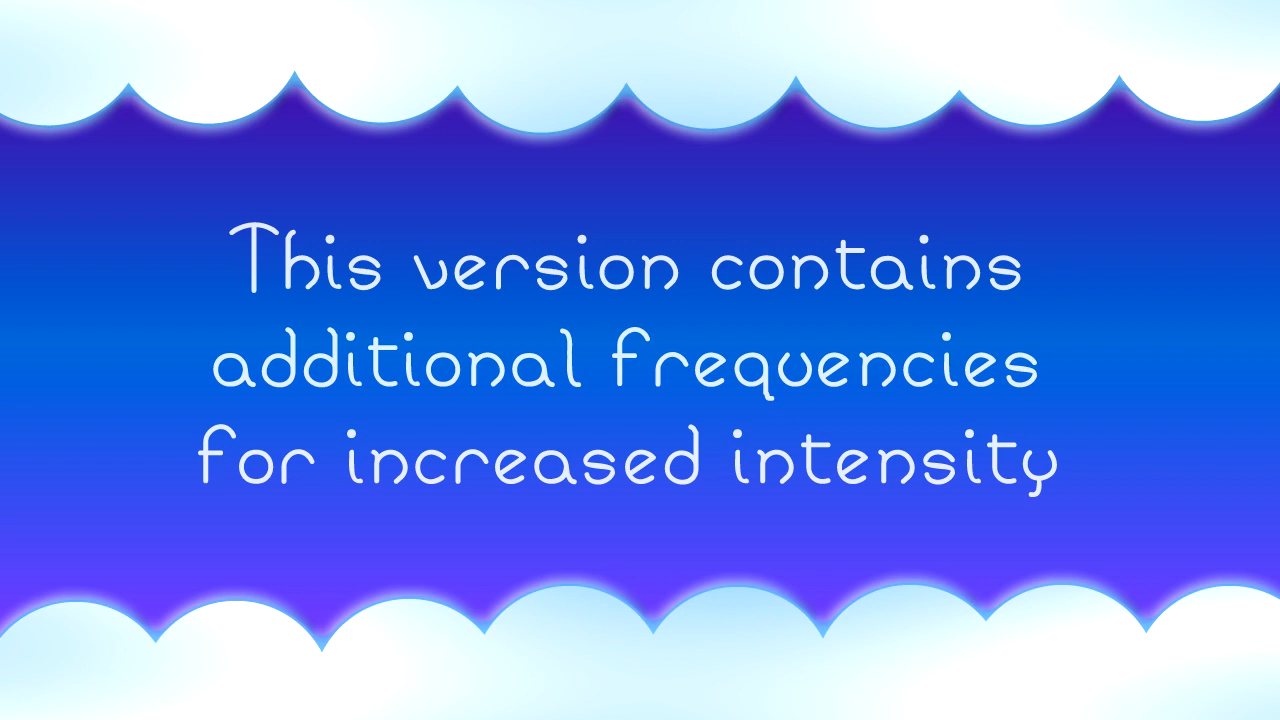 This version contains
additional frequencies
for increased intensity